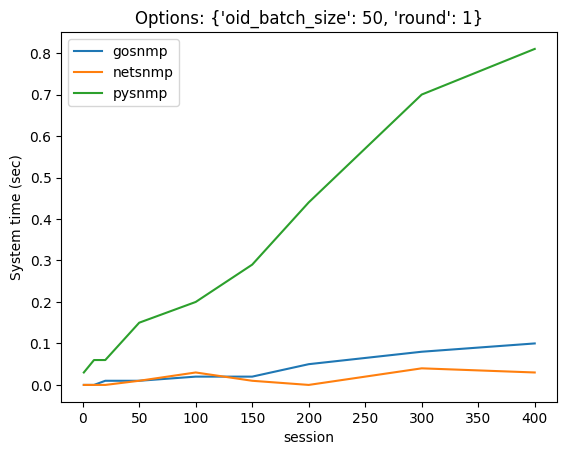 Options: {'oid_batch_size': 50, 'round': 1}
gosnmp
netsnmp
pysnmp
System time (sec)
0.8
0.7
0.6
0.5
0.4
0.3
0.2
0.1
0.0
0 50 100 150 200 250 300 350 400
session